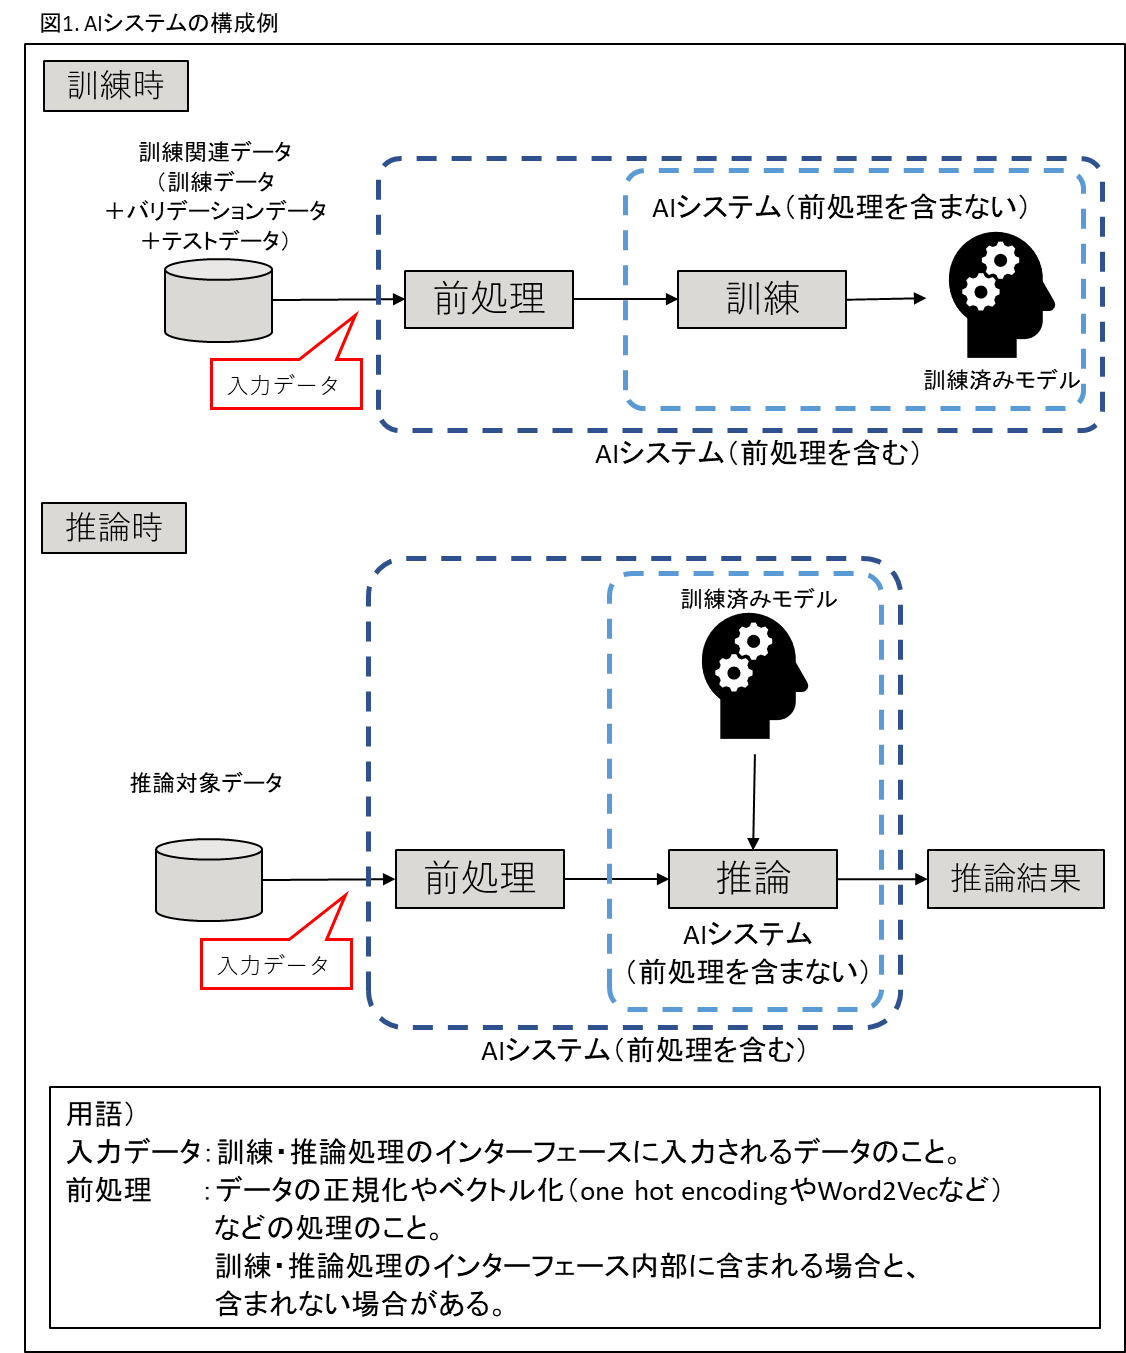 図1. AIシステムの構成例
訓練時
訓練関連データ
（訓練データ
＋バリデーションデータ
＋テストデータ）
AIシステム（前処理を含まない）
前処理
訓練
入力データ
訓練済みモデル
AIシステム（前処理を含む）
推論時
訓練済みモデル
推論対象データ
前処理
推論
推論結果
入力データ
AIシステム
（前処理を含まない）
AIシステム（前処理を含む）
用語）
入力データ：訓練・推論処理のインターフェースに入力されるデータのこと。
前処理　　：データの正規化やベクトル化（one hot encodingやWord2Vecなど）
などの処理のこと。
訓練・推論処理のインターフェース内部に含まれる場合と、
含まれない場合がある。